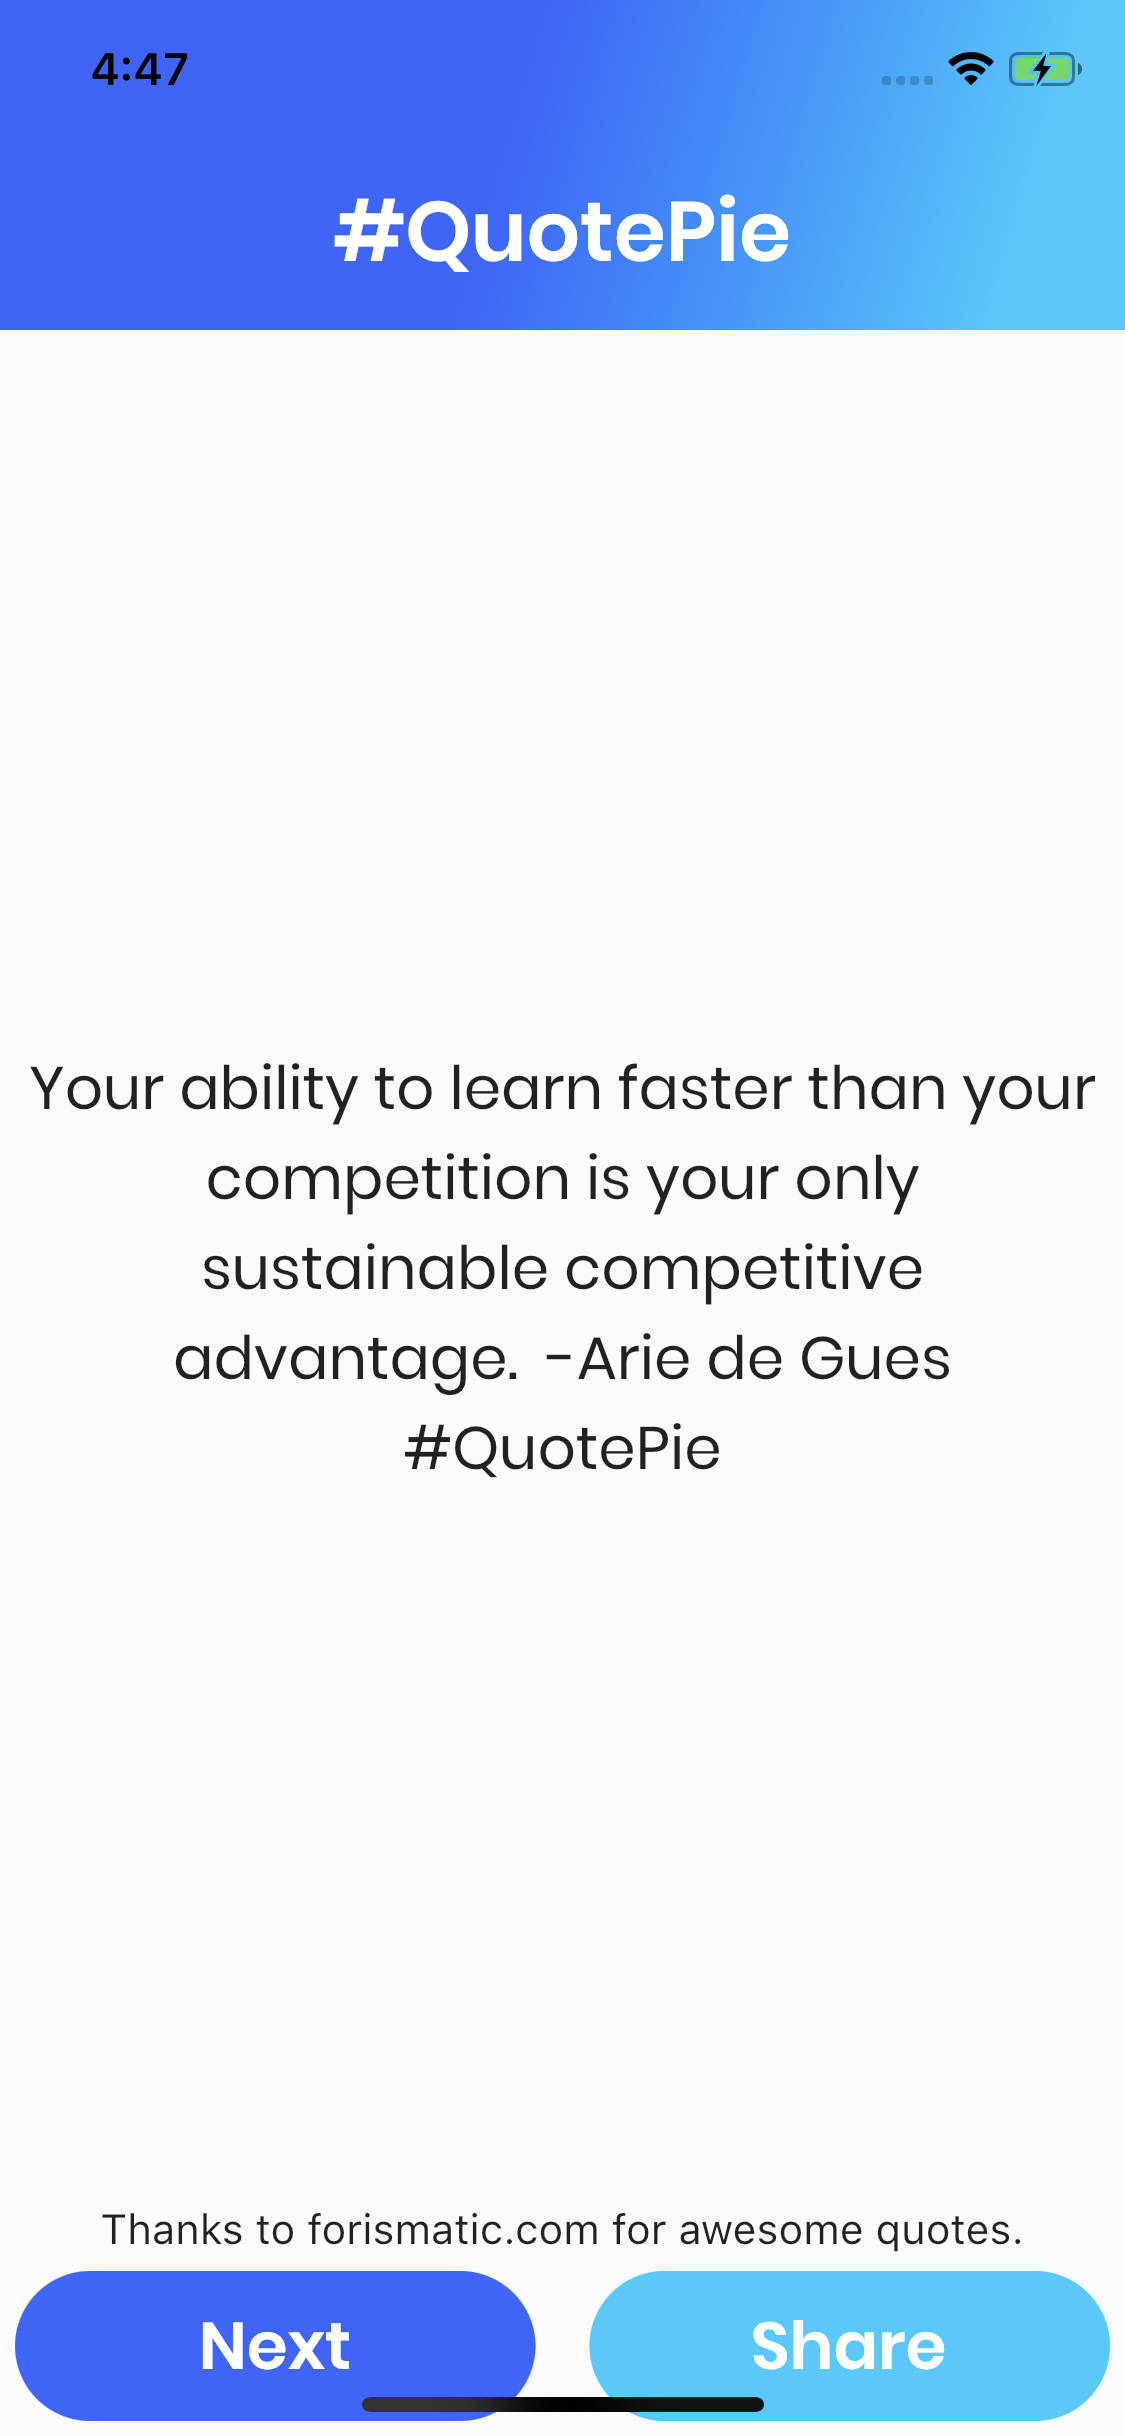 4:47
#QuotePie
Your ability to learn faster than your
competition is your only
sustainable competitive
advantage.  -Arie de Gues
#QuotePie
Thanks to forismatic.com for awesome quotes.
Next
Share